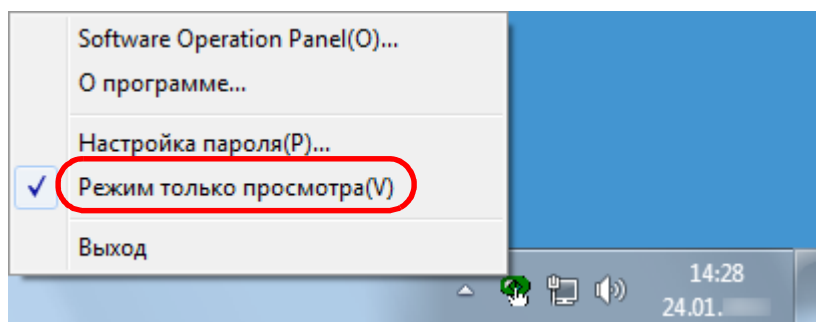 Software Operation Panel(O)...
О программе...
Настройка пароля(P)...
Режим только просмотра(V)
Выход
14:28
24.01.